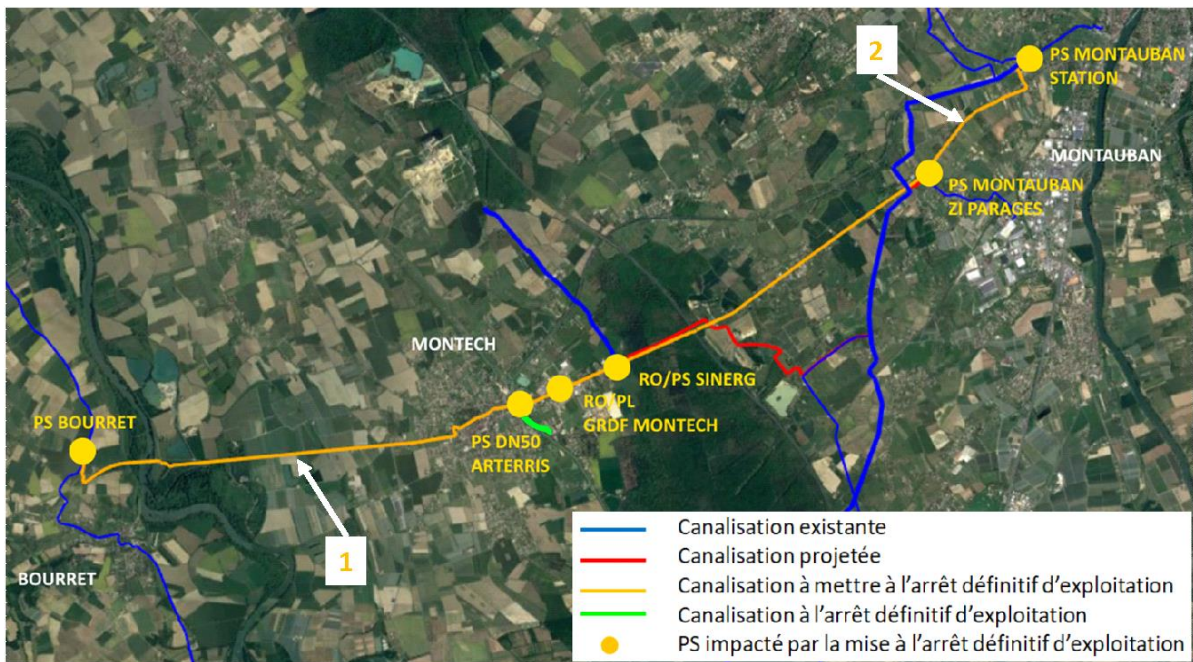 2
PS MONTAUBAN
STATION
MONTAUBAN
PS MONTAUBAN
ZI PARAGES
MONTECH
RO/PS SINERG
RO/PL
GRDF MONTECH
PS DN50
ARTERRIS
PS BOURRET
1
BOURRET
Canalisation existante
Canalisation projetée
Canalisation à mettre à l'arrêt définitif d'exploitation
Canalisation à l'arrêt définitif d'exploitation
PS impacté par la mise à l'arrêt définitif d'exploitation